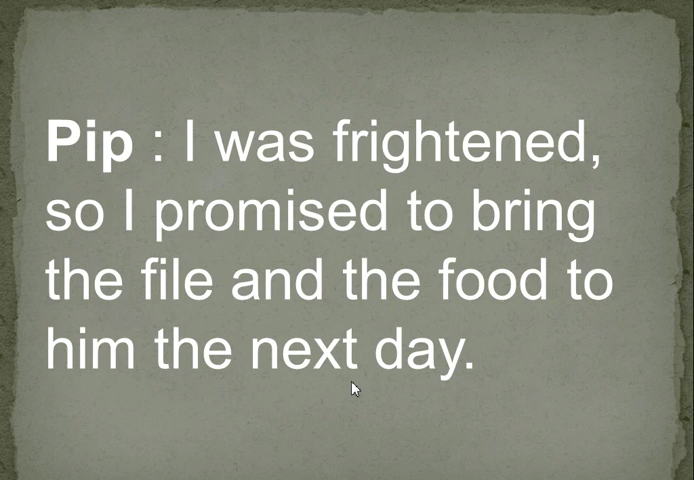 Pip : I was frightened,
so I promised to bring
the file and the food to
him the next day.